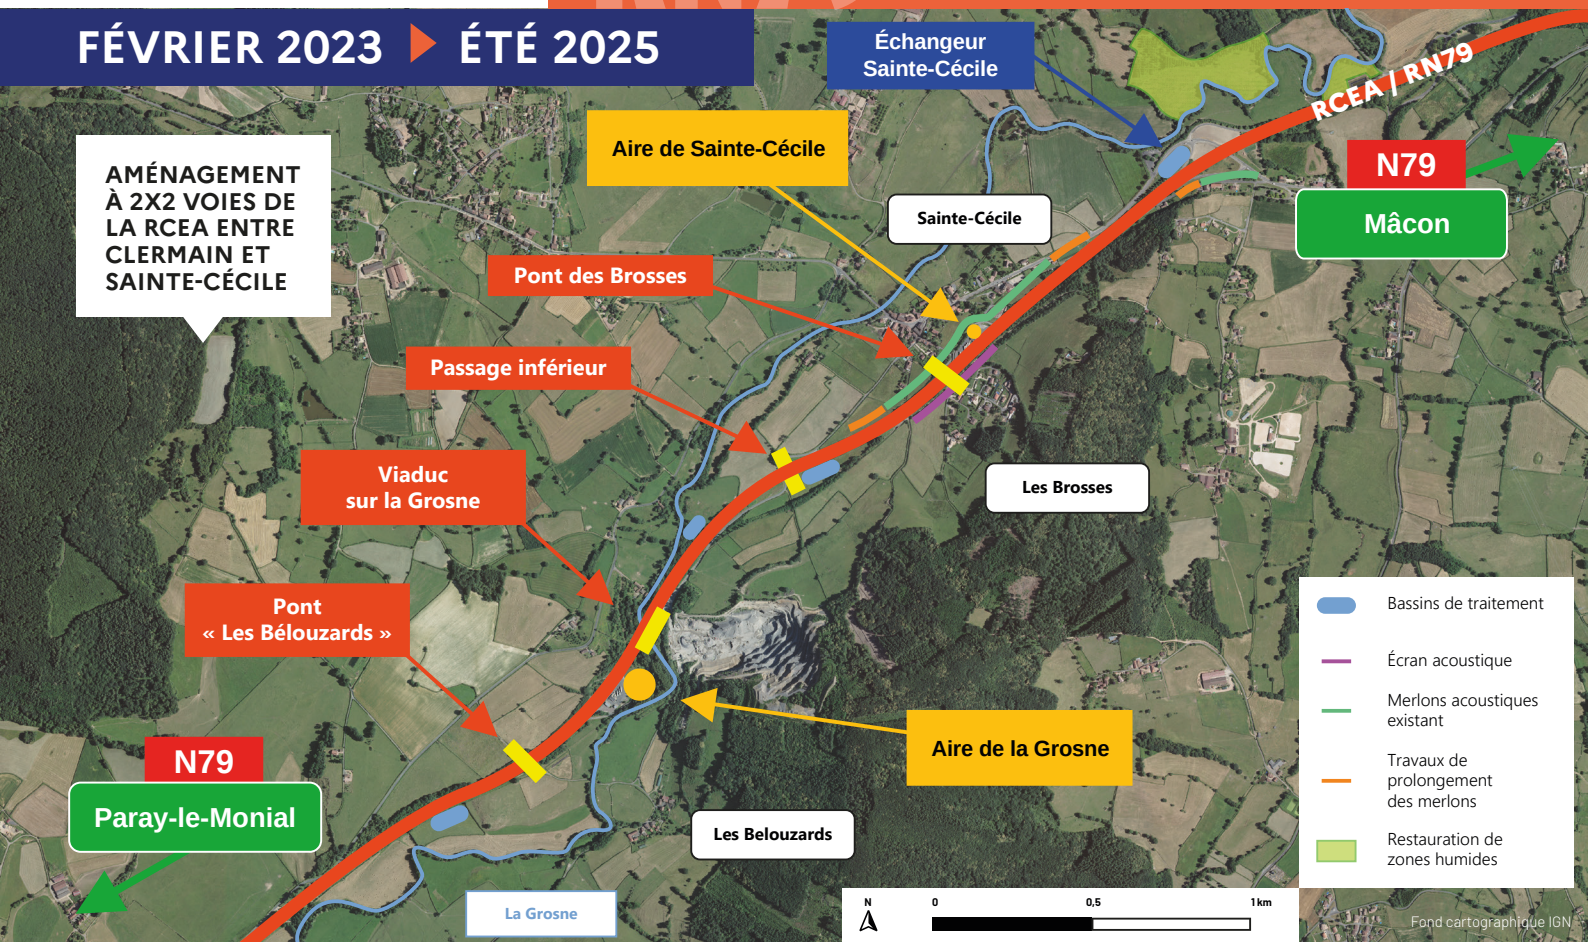 FÉVRIER 2023 ÉTÉ 2025
Échangeur
Sainte-Cécile
RCEA / RN79
Aire de Sainte-Cécile
AMÉNAGEMENT
À 2X2 VOIES DE
LA RCEA ENTRE
CLERMAIN ET
SAINTE-CÉCILE
N79
Mâcon
Sainte-Cécile
Pont des Brosses
Passage inférieur
Viaduc
sur la Grosne
Les Brosses
Pont
« Les Bélouzards »
Aire de la Grosne
N79
Paray-le-Monial
Les Belouzards
La Grosne
Bassins de traitement
Écran acoustique
Merlons acoustiques
existant
Travaux de
prolongement
des merlons
Restauration de
zones humides
N
0 0,5 1 km
Fond cartographique IGN